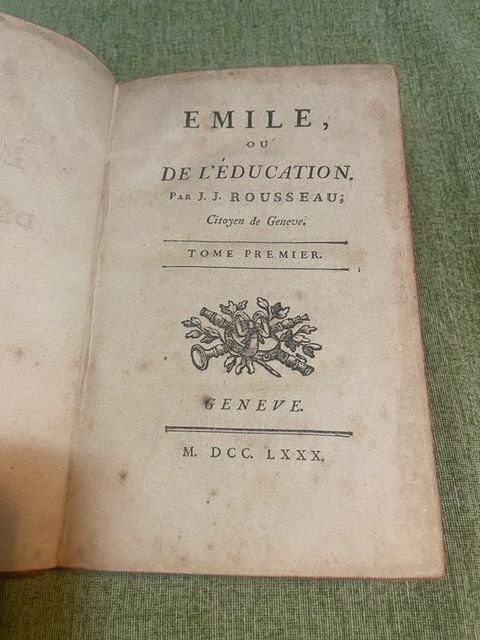 EMILE,
OU
DE L'ÉDUCATION.
PAR J. J. ROUSSEAU;
Citoyen de Geneve.
TOME PREMIER.
GENEVE.
M. DCC. LXXX.